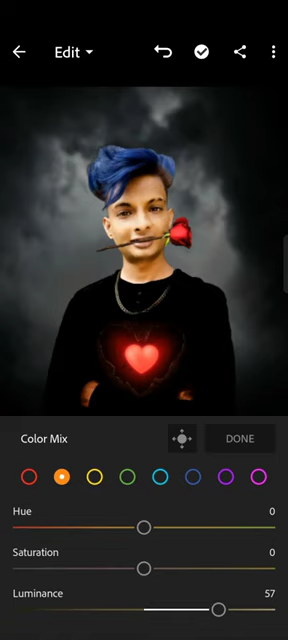 Edit
Color Mix
DONE
Hue 0
Saturation 0
Luminance 57